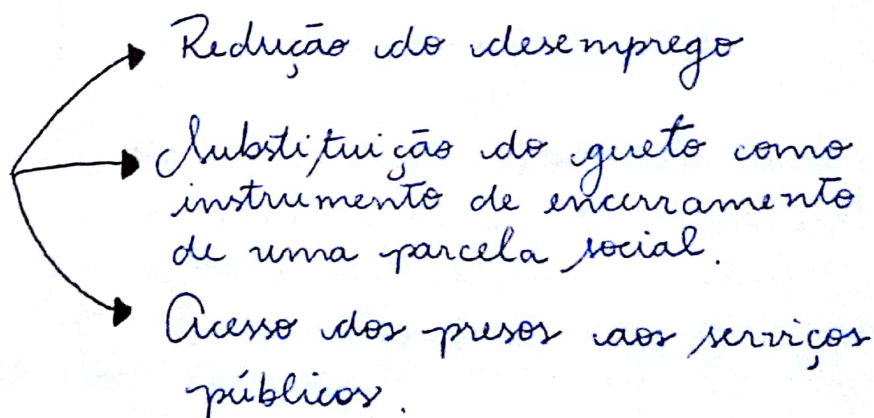 Redução do desemprego
Substituição do gueto como
instrumento de encerramento
de uma parcela social.
Acesso dos presos aos serviços
públicos.